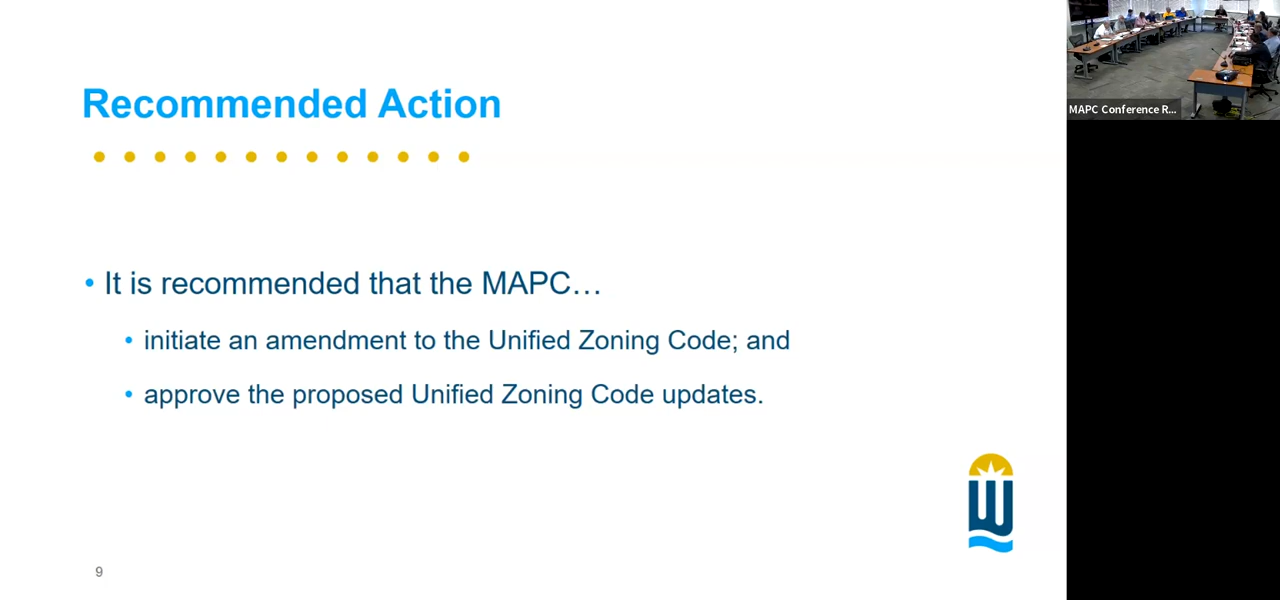 Recommended Action
• It is recommended that the MAPC…
• initiate an amendment to the Unified Zoning Code; and
• approve the proposed Unified Zoning Code updates.
9
MAPC Conference R...